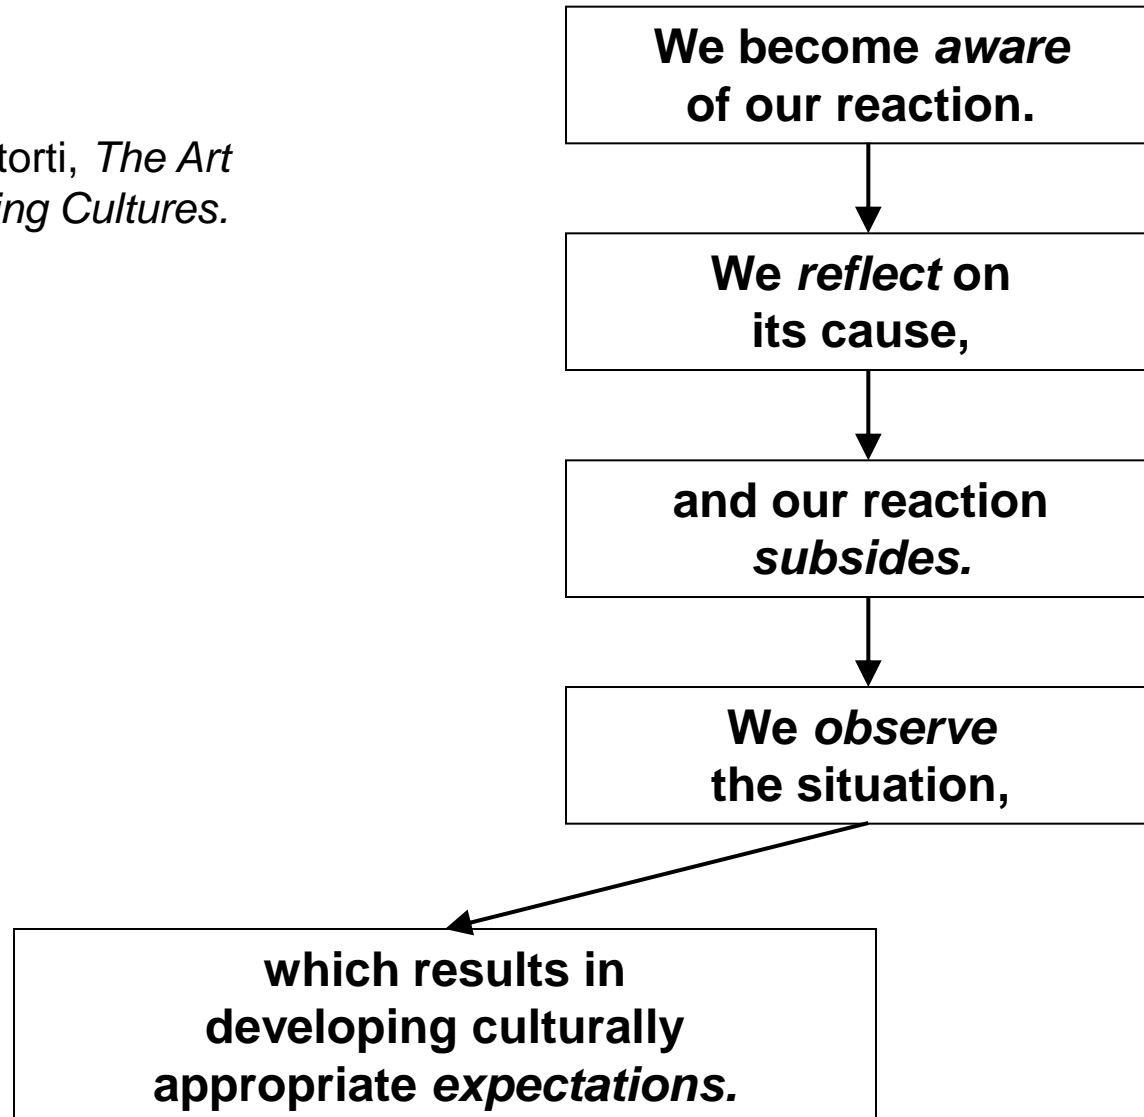 We become aware
of our reaction.
torti, The Art
ing Cultures.
We reflect on
its cause,
and our reaction
subsides.
We observe
the situation,
which results in
developing culturally
appropriate expectations.